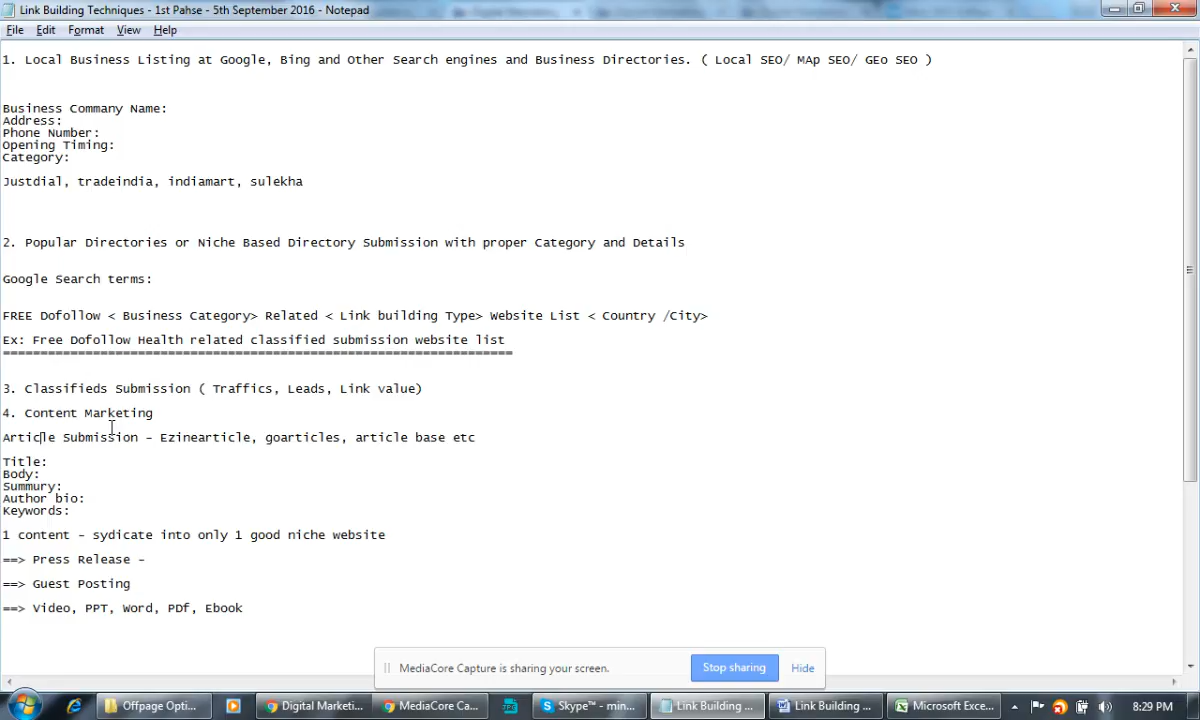 Link Building Techniques - 1st Pahse - 5th September 2016 - Notepad
File Edit Format View Help
1. Local Business Listing at Google, Bing and Other Search engines and Business Directories. ( Local SEO/ MAp SEO/ GEo SEO )
Business Commany Name:
Address:
Phone Number:
Opening Timing:
Category:
Justdial, tradeindia, indiamart, sulekha
2. Popular Directories or Niche Based Directory Submission with proper Category and Details
Google Search terms:
FREE Dofollow < Business Category> Related < Link building Type> Website List < Country /City>
Ex: Free Dofollow Health related classified submission website list
====================================================================
3. Classifieds Submission ( Traffics, Leads, Link value)
4. Content Marketing
Article Submission - Ezinearticle, goarticles, article base etc
Title:
Body:
Summury:
Author bio:
Keywords:
1 content - sydicate into only 1 good niche website
==> Press Release -
==> Guest Posting
==> Video, PPT, Word, PDf, Ebook
MediaCore Capture is sharing your screen. Stop sharing Hide
Offpage Opti... Digital Marketi... MediaCore Ca... Skype™ - min... Link Building ... Link Building ... Microsoft Exce... 8:29 PM